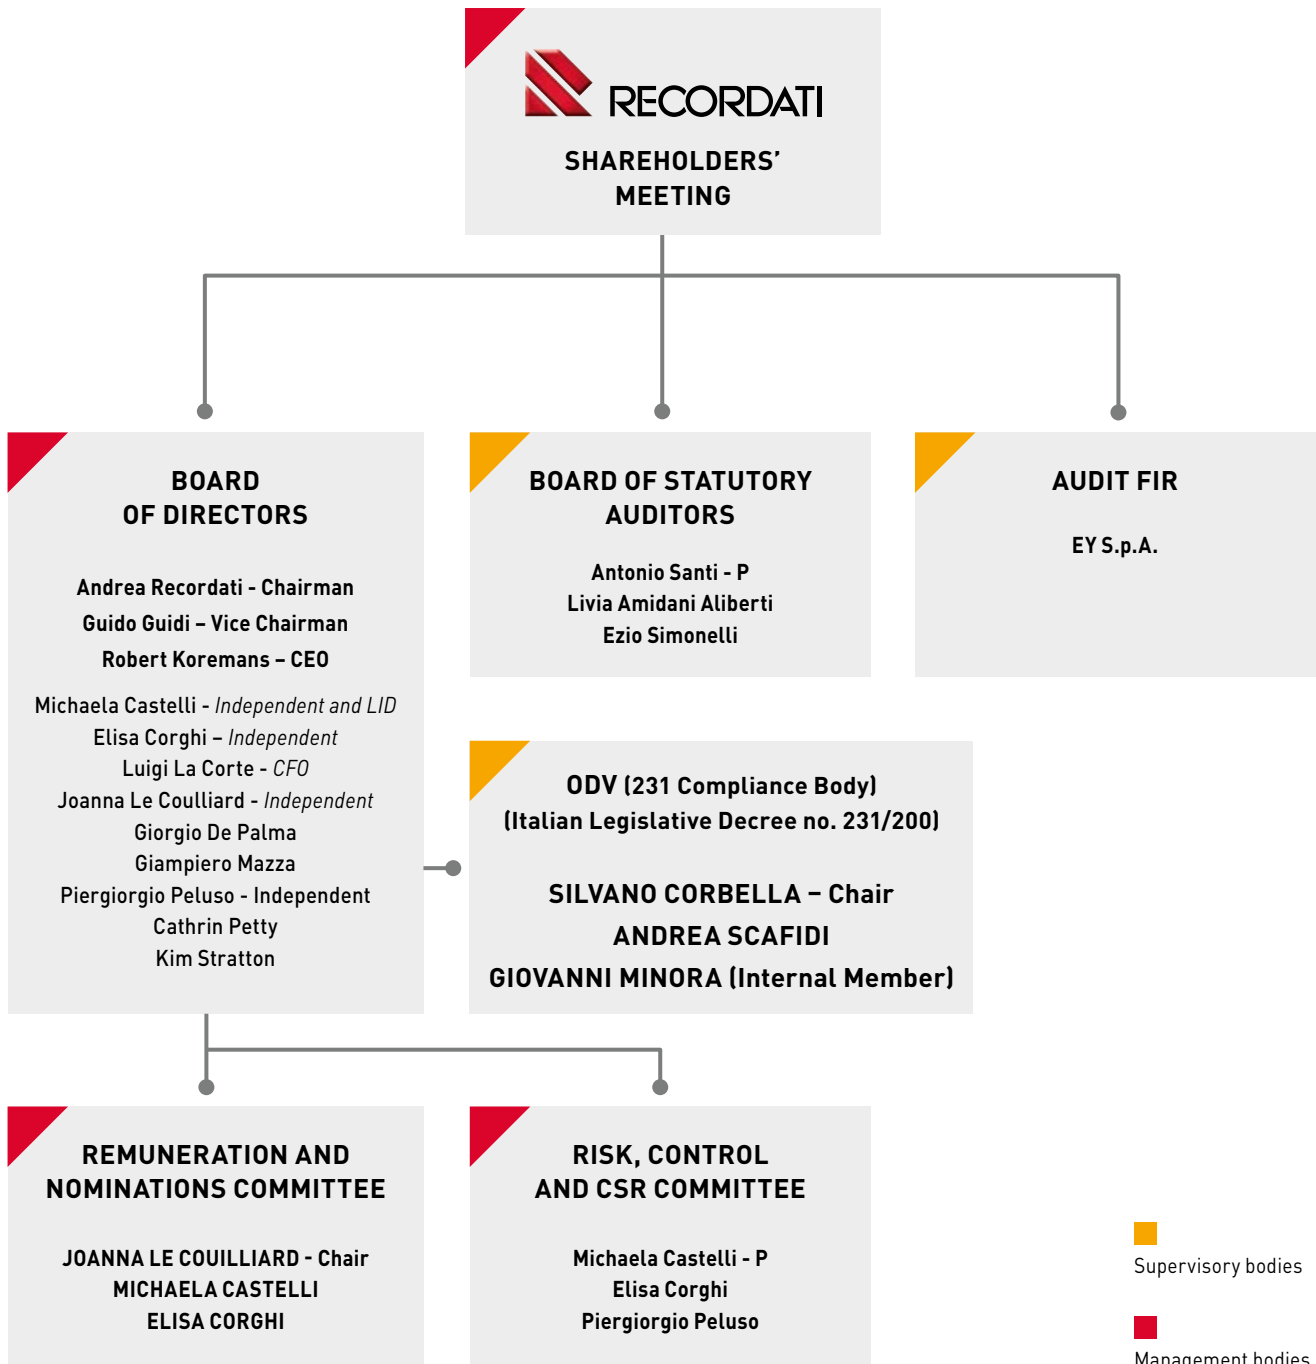 RECORDATI
SHAREHOLDERS’
MEETING
BOARD
OF DIRECTORS
Andrea Recordati - Chairman
Guido Guidi – Vice Chairman
Robert Koremans – CEO
Michaela Castelli - Independent and LID
Elisa Corghi – Independent
Luigi La Corte - CFO
Joanna Le Coulliard - Independent
Giorgio De Palma
Giampiero Mazza
Piergiorgio Peluso - Independent
Cathrin Petty
Kim Stratton
BOARD OF STATUTORY
AUDITORS
Antonio Santi - P
Livia Amidani Aliberti
Ezio Simonelli
AUDIT FIR
EY S.p.A.
ODV (231 Compliance Body)
(Italian Legislative Decree no. 231/200)
SILVANO CORBELLA – Chair
ANDREA SCAFIDI
GIOVANNI MINORA (Internal Member)
REMUNERATION AND
NOMINATIONS COMMITTEE
JOANNA LE COUILLIARD - Chair
MICHAELA CASTELLI
ELISA CORGHI
RISK, CONTROL
AND CSR COMMITTEE
Michaela Castelli - P
Elisa Corghi
Piergiorgio Peluso
Supervisory bodies
Management bodies